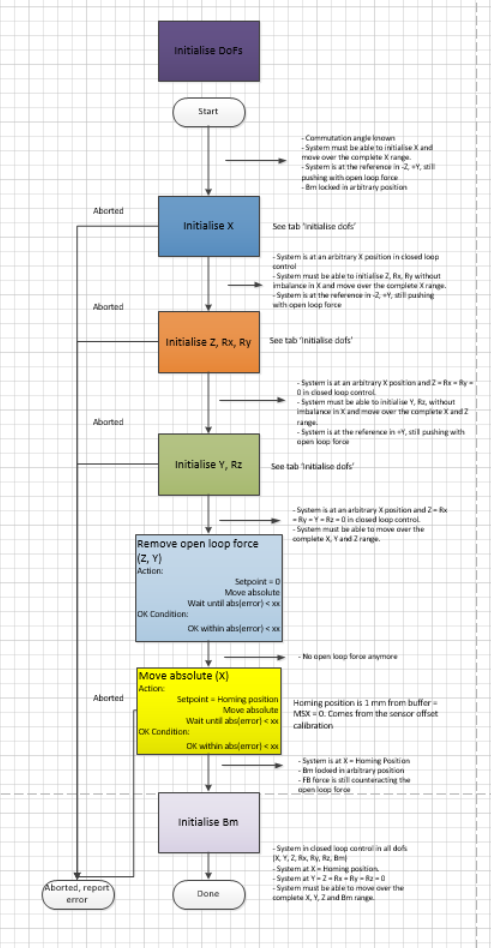 Initialise DoFs
Start
- Commutation angle known
- System must be able to initialise X and
move over the complete X range.
- System is at the reference in -Z, +Y, still
pushing with open loop force
- Bm locked in arbitrary position
Aborted
Initialise X
See tab 'Initialise dofs'
- System is at an arbitrary X position in closed loop
control
- System must be able to initialise Z, Rx, Ry without
imbalance in X and move over the complete X range.
- System is at the reference in -Z, +Y, still pushing
with open loop force
Aborted
Initialise Z, Rx, Ry
See tab 'Initialise dofs'
- System is at an arbitrary X position and Z = Rx = Ry =
0 in closed loop control.
- System must be able to initialise Y, Rz, without
imbalance in X and move over the complete X and Z
range.
- System is at the reference in +Y, still pushing with
open loop force
Aborted
Initialise Y, Rz
See tab 'Initialise dofs'
- System is at an arbitrary X position and Z = Rx
= Ry = Y = Rz = 0 in closed loop control.
- System must be able to move over the
complete X, Y and Z range.
Remove open loop force
(Z, Y)
Action:
Setpoint = 0
Move absolute
Wait until abs(error) < xx
OK Condition:
OK within abs(error) < xx
- No open loop force anymore
Aborted
Move absolute (X)
Action:
Setpoint = Homing position
Move absolute
Wait until abs(error) < xx
OK Condition:
OK within abs(error) < xx
Homing position is 1 mm from buffer =
MSX = 0. Comes from the sensor offset
calibration
- System is at X = Homing Position
- Bm locked in arbitrary position
- FB force is still counteracting the
open loop force
Initialise Bm
- System in closed loop control in all dofs
(X, Y, Z, Rx, Ry, Rz, Bm)
- System at X = Homing position.
- System at Y = Z = Rx = Ry = Rz = 0
- System must be able to move over the
complete X, Y, Z and Bm range.
Aborted, report
error
Done